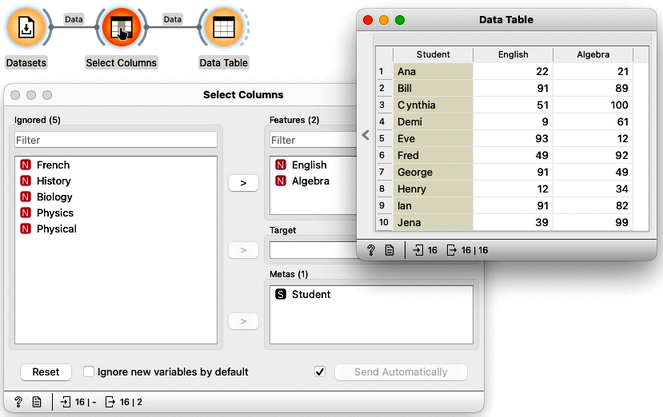 Data Data
Datasets Select Columns Data Table
Select Columns
Ignored (5)
Filter
N French
N History
N Biology
N Physics
N Physical
>
>
>
Features (2)
Filter
N English
N Algebra
Target
Metas (1)
S Student
Reset Ignore new variables by default Send Automatically
? 16 | - 16 | 2
Data Table
Student English Algebra
1 Ana 22 21
2 Bill 91 89
3 Cynthia 51 100
4 Demi 9 61
5 Eve 93 12
6 Fred 49 92
7 George 91 49
8 Henry 12 34
9 Ian 91 82
10 Jena 39 99
? 16 16 | 16